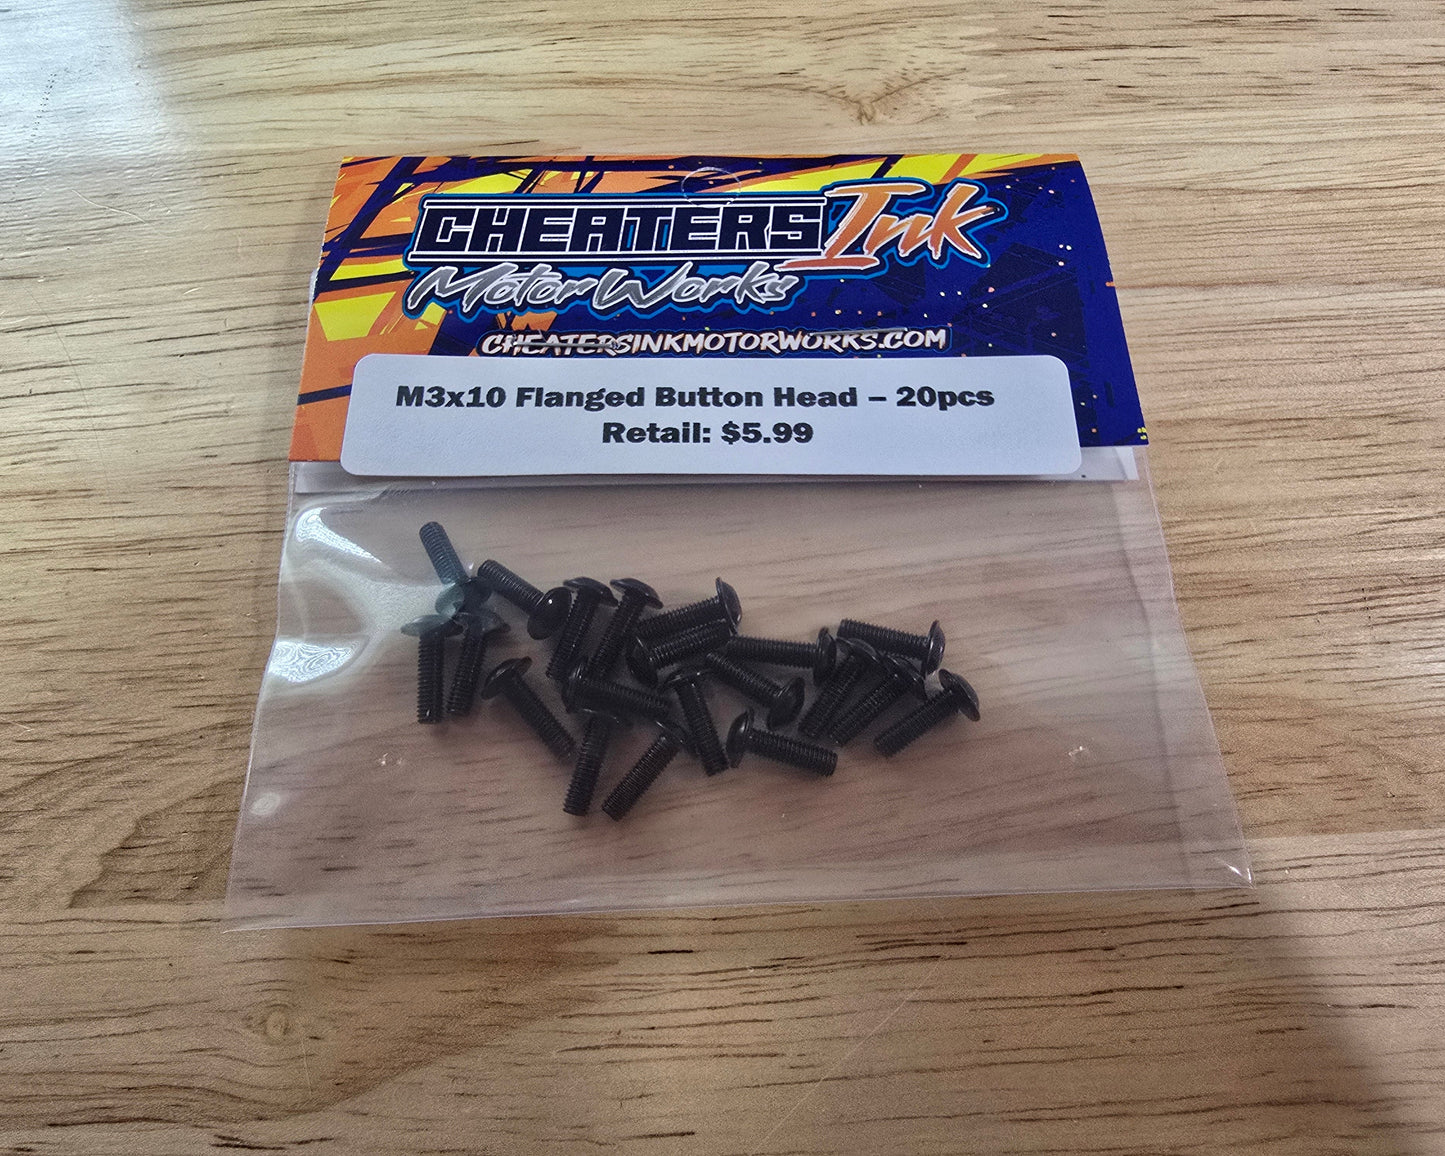 CHEATERS Ink
MotorWorks
CHEATERSINKMOTORWORKS.COM
M3x10 Flanged Button Head – 20pcs
Retail: $5.99